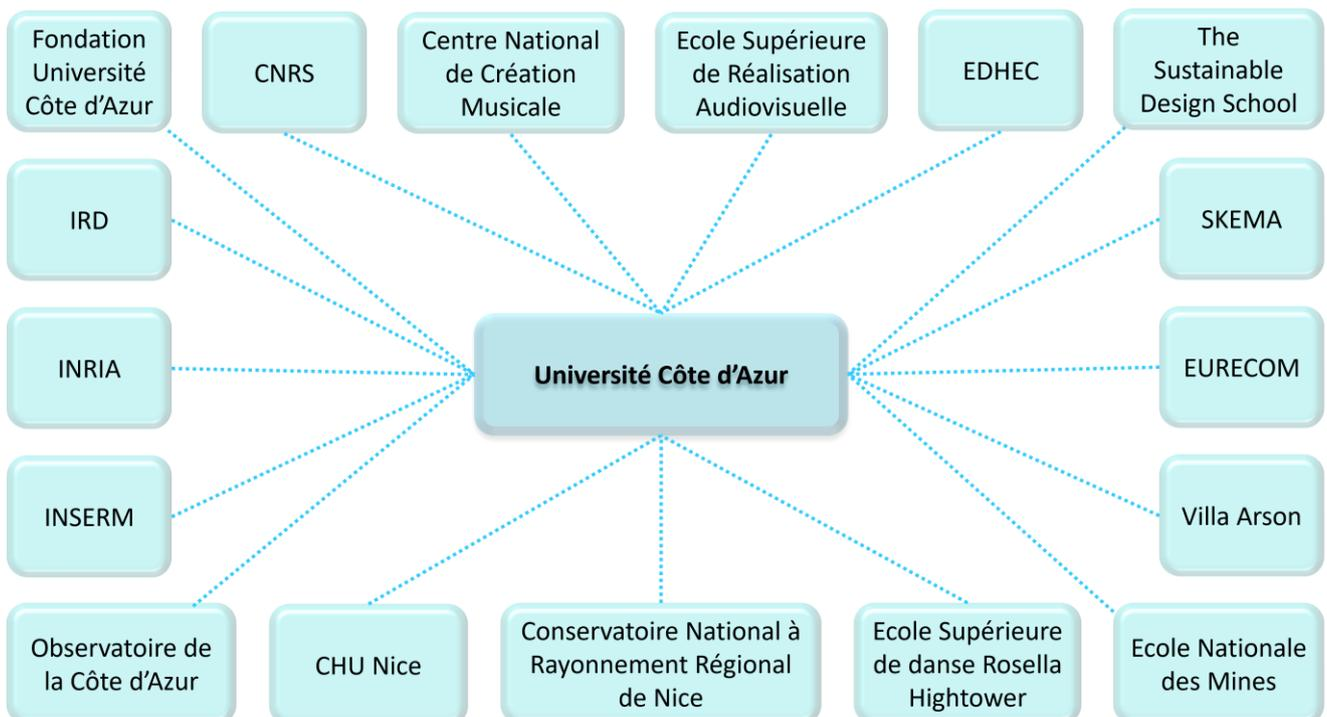 Fondation
Université
Côte d’Azur
CNRS
Centre National
de Création
Musicale
Ecole Supérieure
de Réalisation
Audiovisuelle
EDHEC
The
Sustainable
Design School
IRD
SKEMA
INRIA
Université Côte d’Azur
EURECOM
INSERM
Villa Arson
Observatoire de
la Côte d’Azur
CHU Nice
Conservatoire National à
Rayonnement Régional
de Nice
Ecole Supérieure
de danse Rosella
Hightower
Ecole Nationale
des Mines